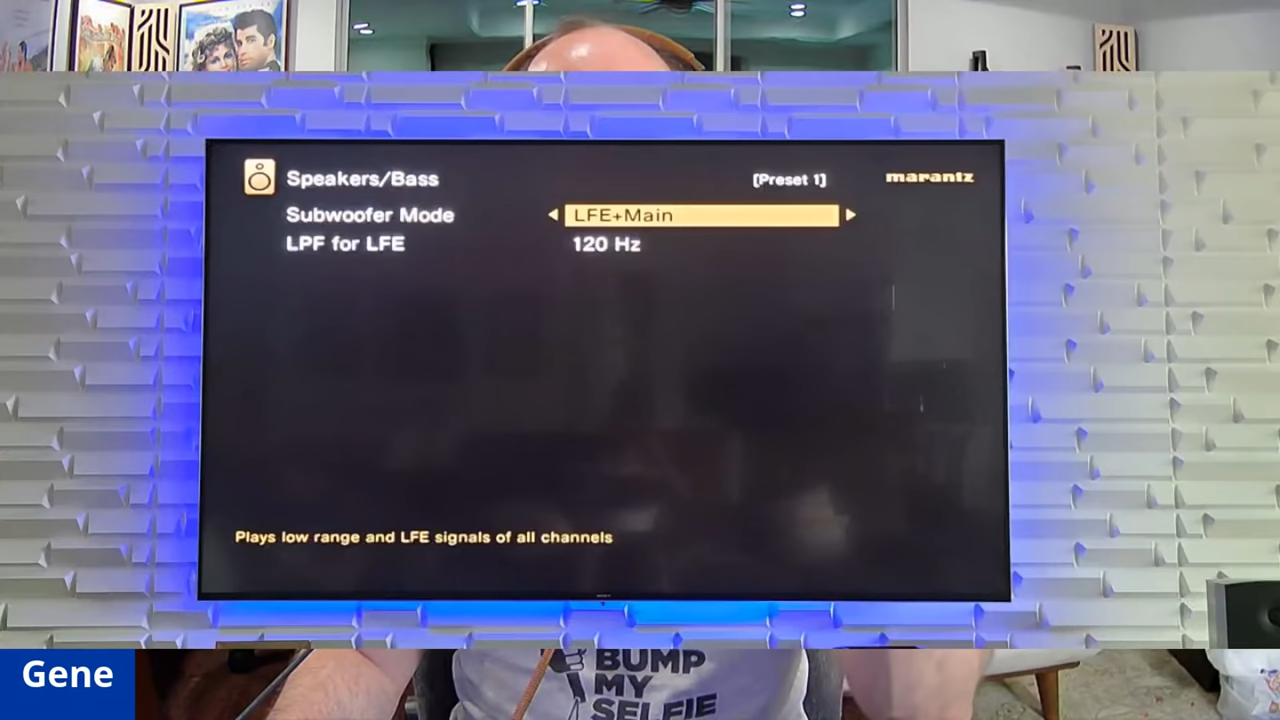 Speakers/Bass
[Preset 1]
marantz
Subwoofer Mode
LFE+Main
LPF for LFE
120 Hz
Plays low range and LFE signals of all channels
Gene
BUMP
MY
SELFIE